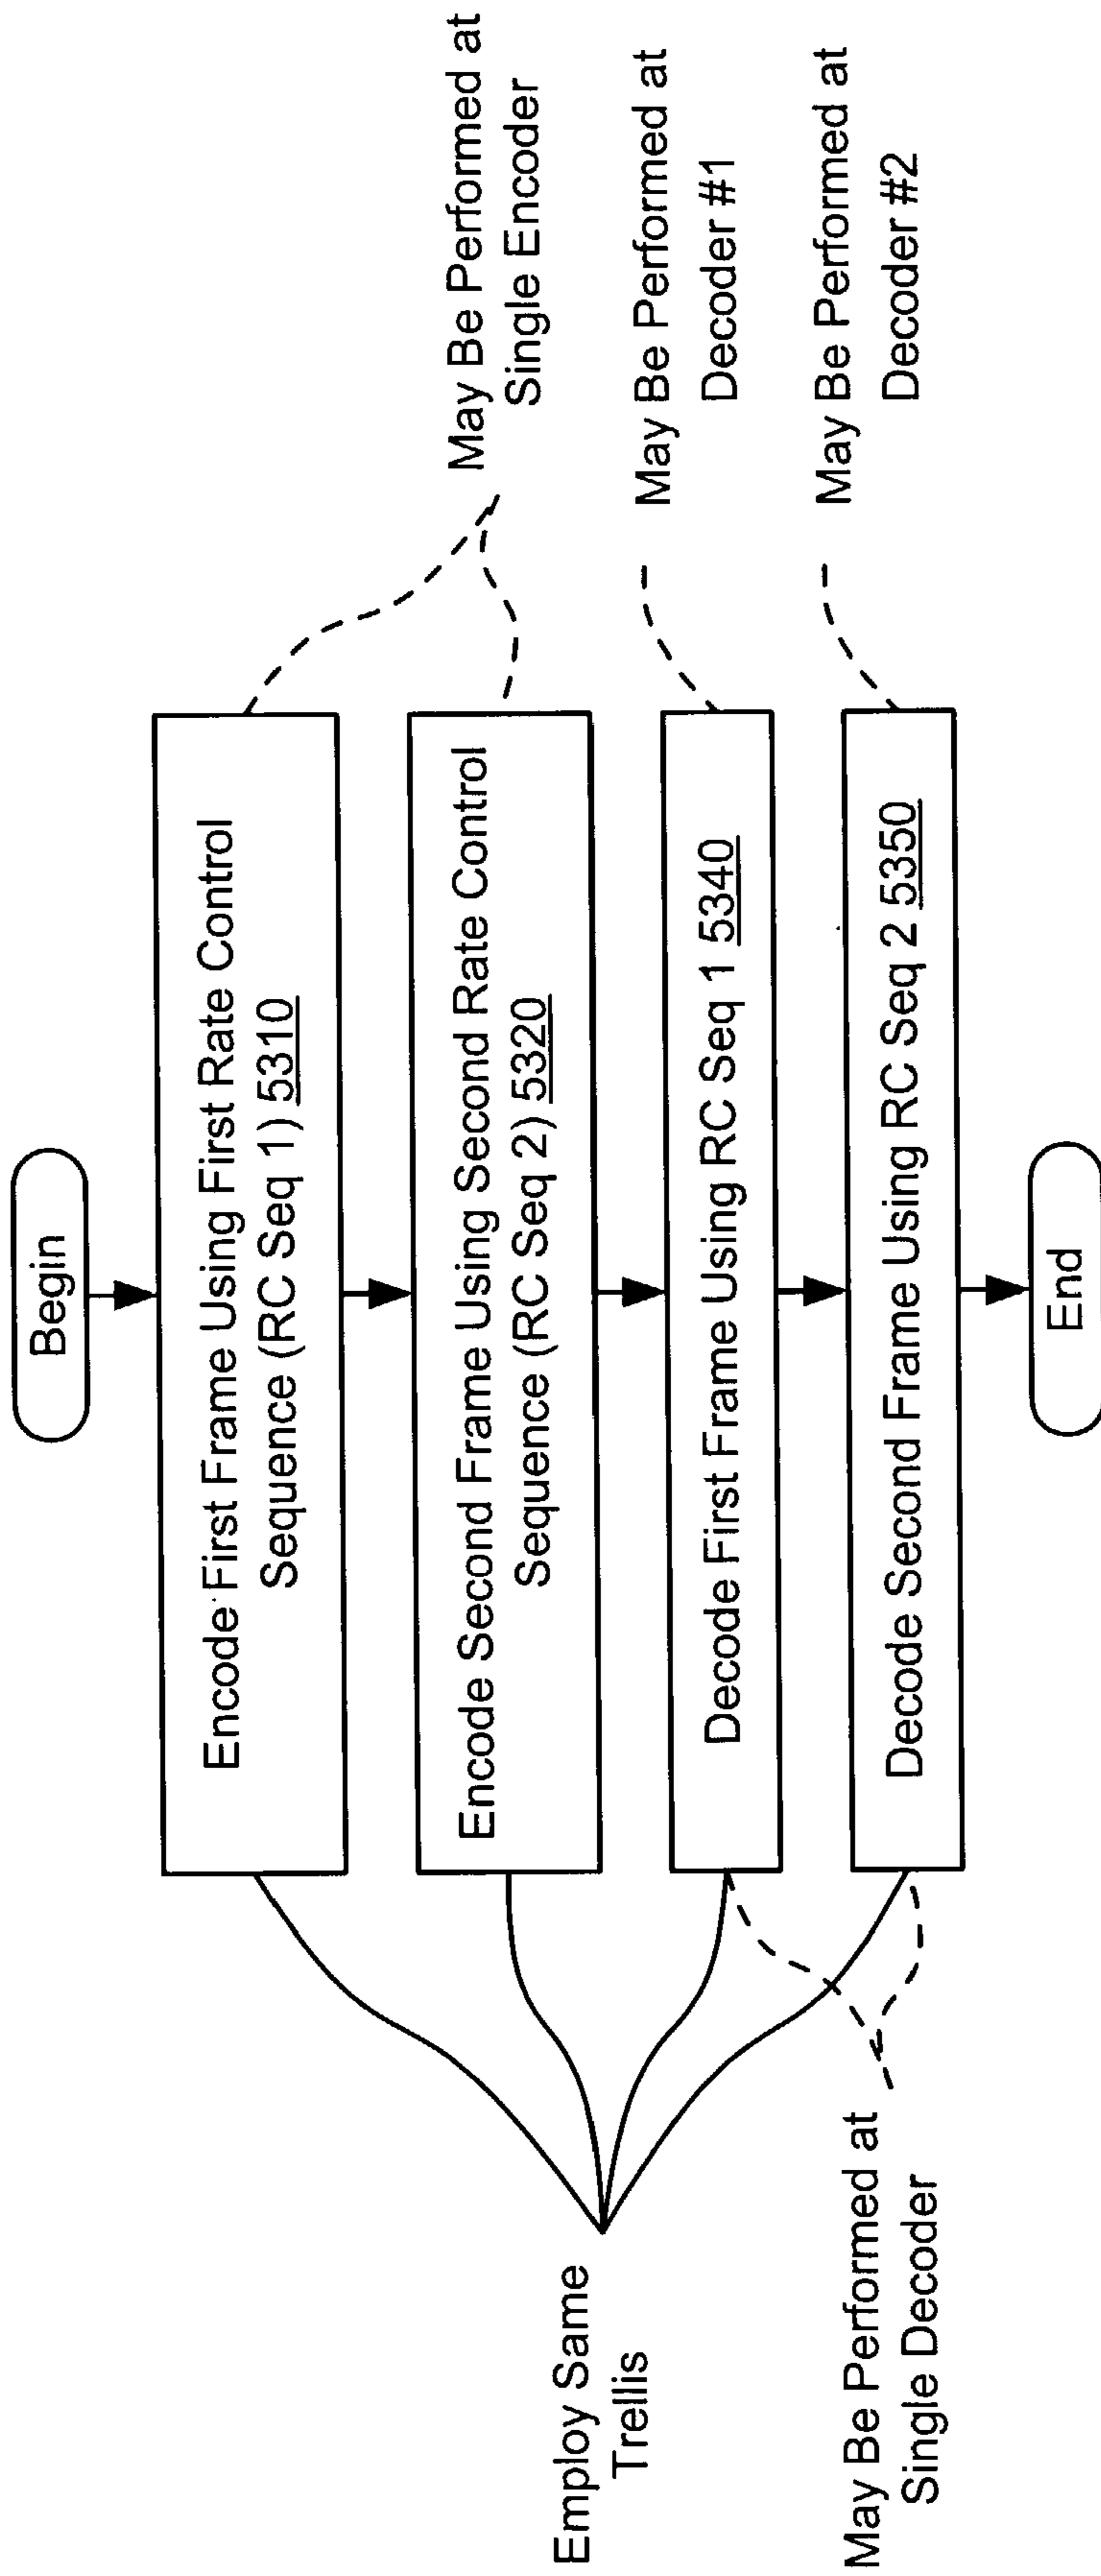 Begin
Encode First Frame Using First Rate Control
Sequence (RC Seq 1) 5310
Encode Second Frame Using Second Rate Control
Sequence (RC Seq 2) 5320
Decode First Frame Using RC Seq 1 5340
Decode Second Frame Using RC Seq 2 5350
End
Employ Same
Trellis
May Be Performed at
Single Decoder
May Be Performed at
Single Encoder
May Be Performed at
Decoder #1
May Be Performed at
Decoder #2